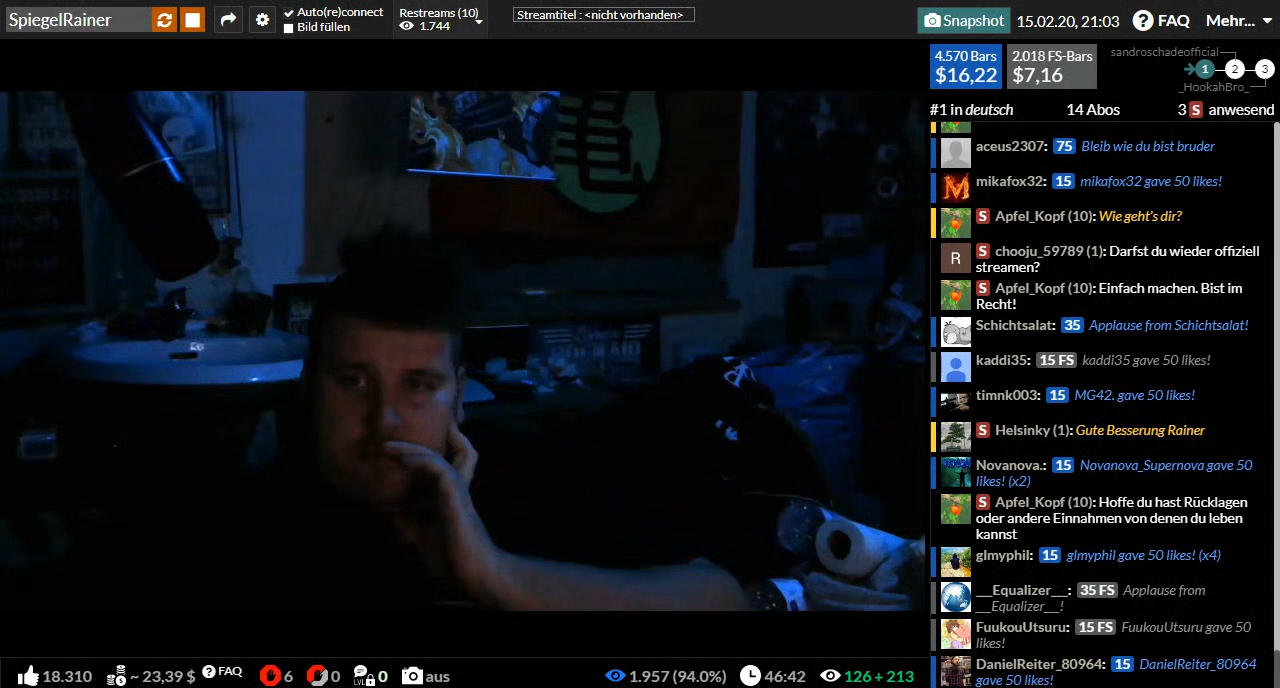 SpiegelRainer
Auto(re)connect
Bild füllen
Restreams (10)
1.744
Streamtitel : <nicht vorhanden>
Snapshot
15.02.20, 21:03
FAQ
Mehr...
4.570 Bars
$16,22
2.018 FS-Bars
$7,16
sandroschadeofficial
1 2 3
_HookahBro_
#1 in deutsch
14 Abos
3 S anwesend
aceus2307: 75 Bleib wie du bist bruder
mikafox32: 15 mikafox32 gave 50 likes!
S Apfel_Kopf (10): Wie geht's dir?
R
S chooju_59789 (1): Darfst du wieder offiziell
streamen?
S Apfel_Kopf (10): Einfach machen. Bist im
Recht!
Schichtsalat: 35 Applause from Schichtsalat!
kaddi35: 15 FS kaddi35 gave 50 likes!
timnk003: 15 MG42. gave 50 likes!
S Helsinky (1): Gute Besserung Rainer
Novanova.: 15 Novanova_Supernova gave 50
likes! (x2)
S Apfel_Kopf (10): Hoffe du hast Rücklagen
oder andere Einnahmen von denen du leben
kannst
glmyphil: 15 glmyphil gave 50 likes! (x4)
___Equalizer___: 35 FS Applause from
___Equalizer___!
FuukouUtsuru: 15 FS FuukouUtsuru gave 50
likes!
DanielReiter_80964: 15 DanielReiter_80964
gave 50 likes!
18.310
~ 23,39 $
FAQ
6
0
LVL
0
aus
1.957 (94.0%)
46:42
126 + 213